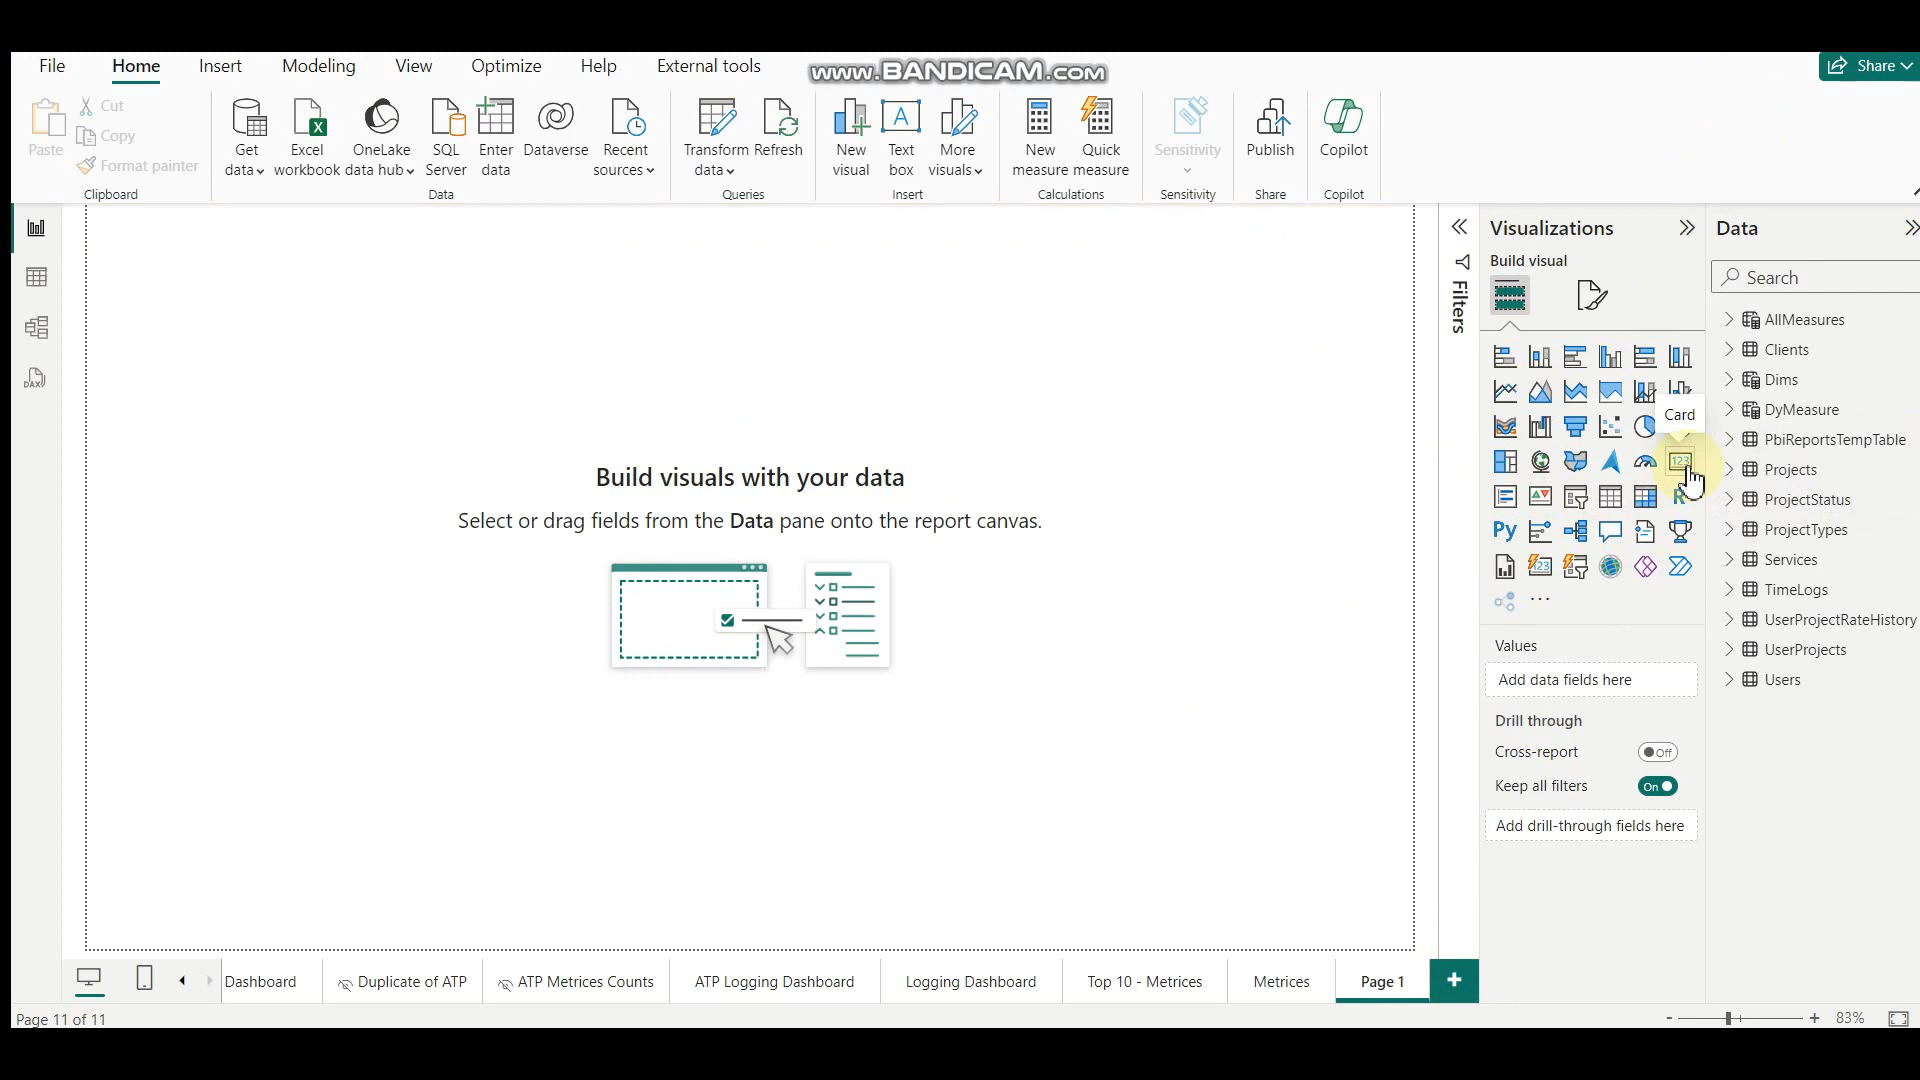 File Home Insert Modeling View Optimize Help External tools
www.BANDICAM.com
Share
Paste
Cut
Copy
Format painter
Clipboard
Get data
Excel workbook
OneLake data hub
SQL Server
Enter data
Dataverse
Recent sources
Data
Transform data
Refresh
Queries
New visual
Text box
More visuals
Insert
New measure
Quick measure
Calculations
Sensitivity
Sensitivity
Publish
Share
Copilot
Copilot
DAX
Build visuals with your data
Select or drag fields from the Data pane onto the report canvas.
Filters
Visualizations
Build visual
Card
123
R
Py
123
Values
Add data fields here
Drill through
Cross-report
Off
Keep all filters
On
Add drill-through fields here
Data
Search
AllMeasures
Clients
Dims
DyMeasure
PbiReportsTempTable
Projects
ProjectStatus
ProjectTypes
Services
TimeLogs
UserProjectRateHistory
UserProjects
Users
Dashboard
Duplicate of ATP
ATP Metrices Counts
ATP Logging Dashboard
Logging Dashboard
Top 10 - Metrices
Metrices
Page 1
+
Page 11 of 11
- + 83%